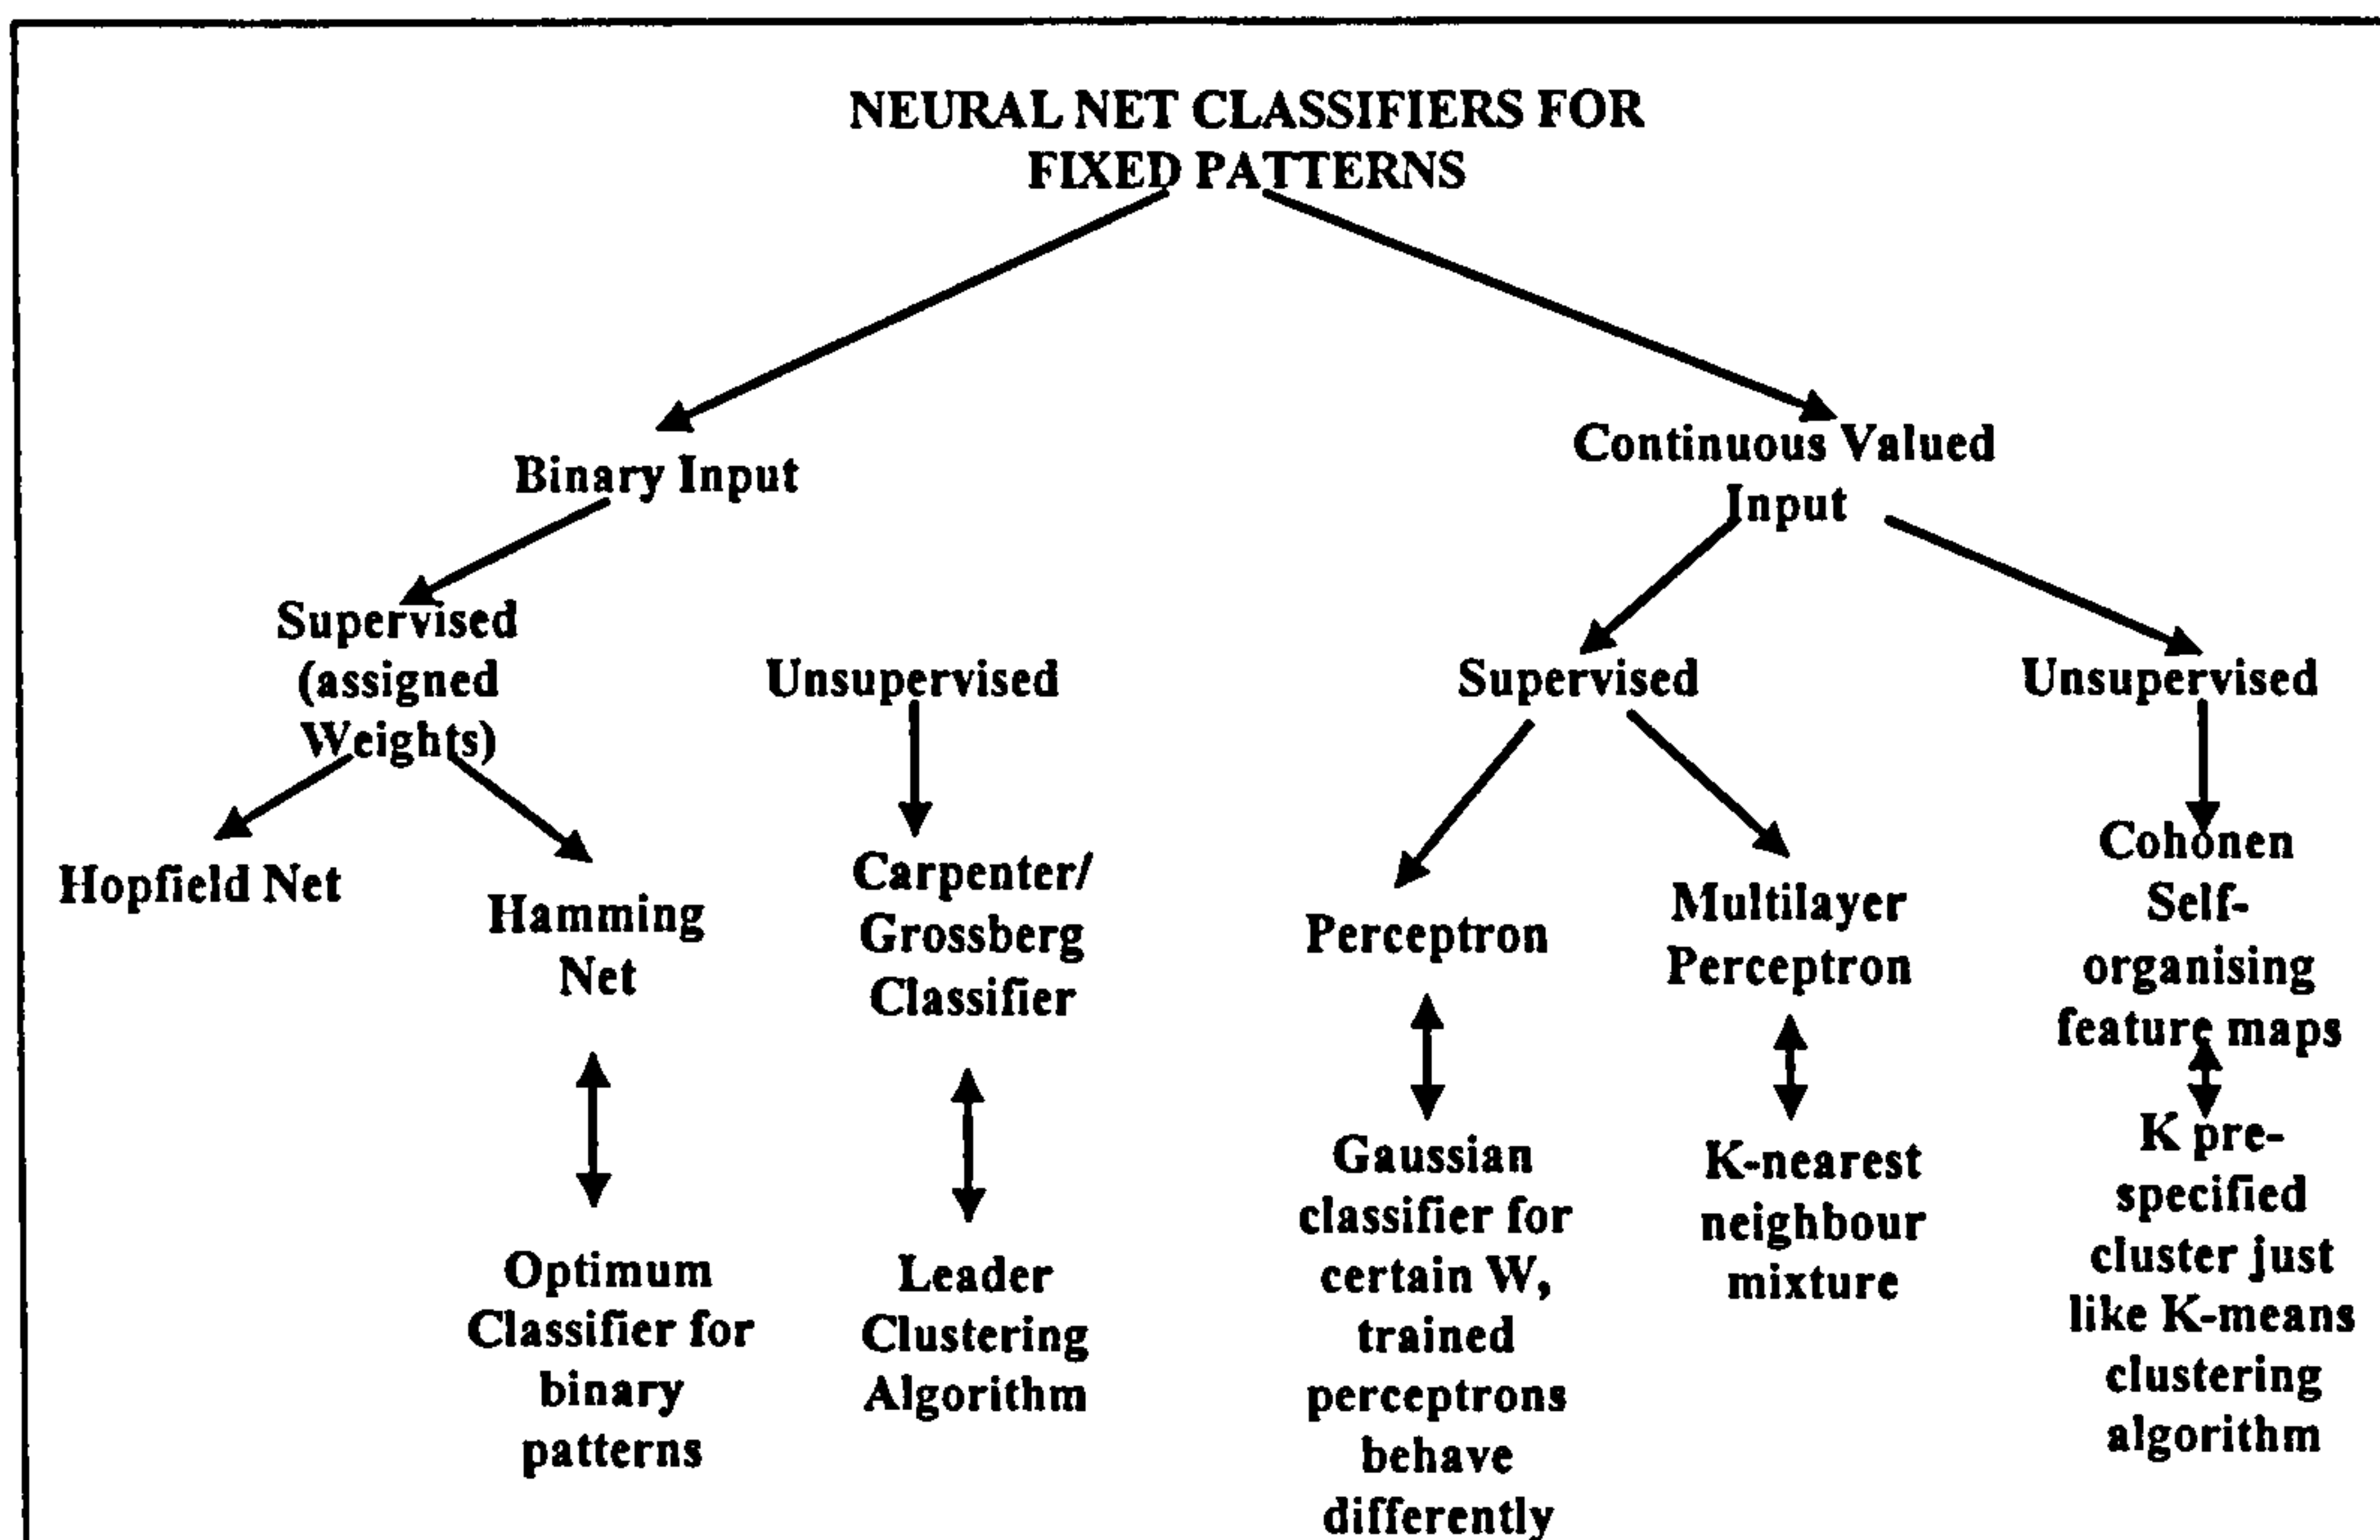 NEURAL NET CLASSIFIERS FOR
FIXED PATTERNS
Binary Input
Continuous Valued
Input
Supervised
(assigned
Weights)
Unsupervised
Supervised
Unsupervised
Hopfield Net
Hamming
Net
Carpenter/
Grossberg
Classifier
Perceptron
Multilayer
Perceptron
Cohonen
Self-
organising
feature maps
Optimum
Classifier for
binary
patterns
Leader
Clustering
Algorithm
Gaussian
classifier for
certain W,
trained
perceptrons
behave
differently
K-nearest
neighbour
mixture
K pre-
specified
cluster just
like K-means
clustering
algorithm